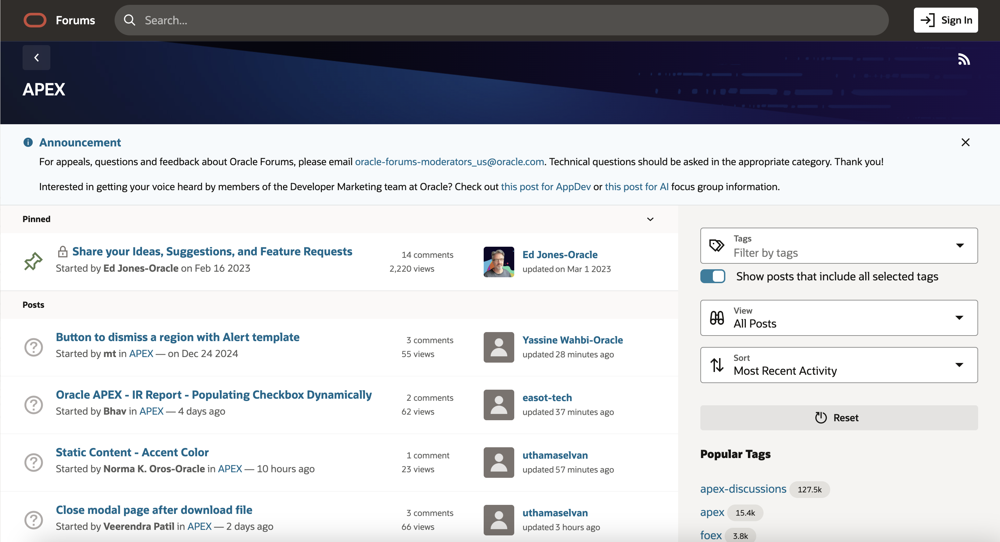 Forums
Search...
Sign In
APEX
Announcement
For appeals, questions and feedback about Oracle Forums, please email oracle-forums-moderators_us@oracle.com. Technical questions should be asked in the appropriate category. Thank you!
Interested in getting your voice heard by members of the Developer Marketing team at Oracle? Check out this post for AppDev or this post for AI focus group information.
Pinned
Share your Ideas, Suggestions, and Feature Requests
Started by Ed Jones-Oracle on Feb 16 2023
14 comments
2,220 views
Ed Jones-Oracle
updated on Mar 1 2023
Posts
Button to dismiss a region with Alert template
Started by mt in APEX — on Dec 24 2024
3 comments
55 views
Yassine Wahbi-Oracle
updated 28 minutes ago
Oracle APEX - IR Report - Populating Checkbox Dynamically
Started by Bhav in APEX — 4 days ago
2 comments
62 views
easot-tech
updated 37 minutes ago
Static Content - Accent Color
Started by Norma K. Oros-Oracle in APEX — 10 hours ago
1 comment
23 views
uthamaselvan
updated 57 minutes ago
Close modal page after download file
Started by Veerendra Patil in APEX — 2 days ago
3 comments
66 views
uthamaselvan
updated 3 hours ago
Tags
Filter by tags
Show posts that include all selected tags
View
All Posts
Sort
Most Recent Activity
Reset
Popular Tags
apex-discussions 127.5k
apex 15.4k
foex 3.8k